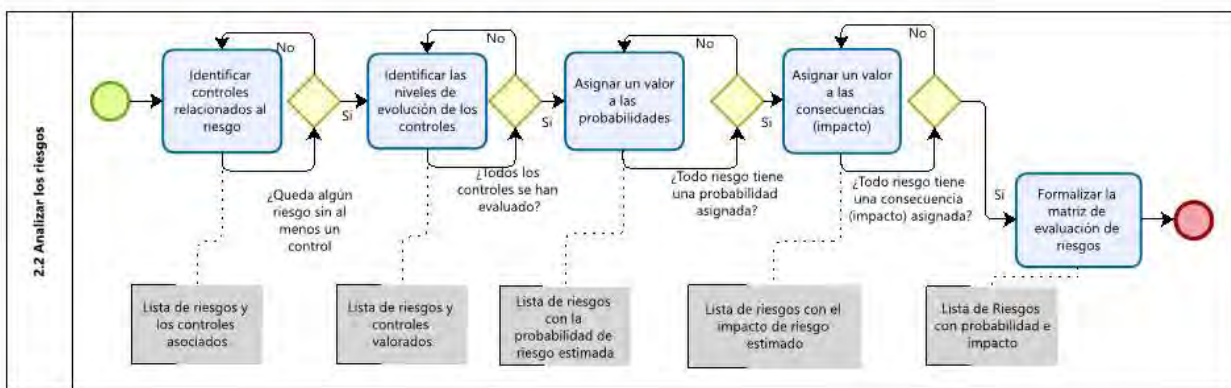 2.2 Analizar los riesgos
Identificar
controles
relacionados al
riesgo
No
Si
¿Queda algún
riesgo sin al
menos un
control
Lista de riesgos y
los controles
asociados
Identificar las
niveles de
evolución de los
controles
No
Si
¿Todos los
controles se han
evaluado?
Lista de riesgos y
controles
valorados
Asignar un valor
a las
probabilidades
No
Si
¿Todo riesgo tiene
una probabilidad
asignada?
Lista de riesgos
con la
probabilidad de
riesgo estimada
Asignar un valor
a las
consecuencias
(impacto)
No
Si
¿Todo riesgo tiene
una consecuencia
(impacto) asignada?
Lista de riesgos con el
impacto de riesgo
estimado
Formalizar la
matriz de
evaluación de
riesgos
Lista de Riesgos
con probabilidad e
impacto